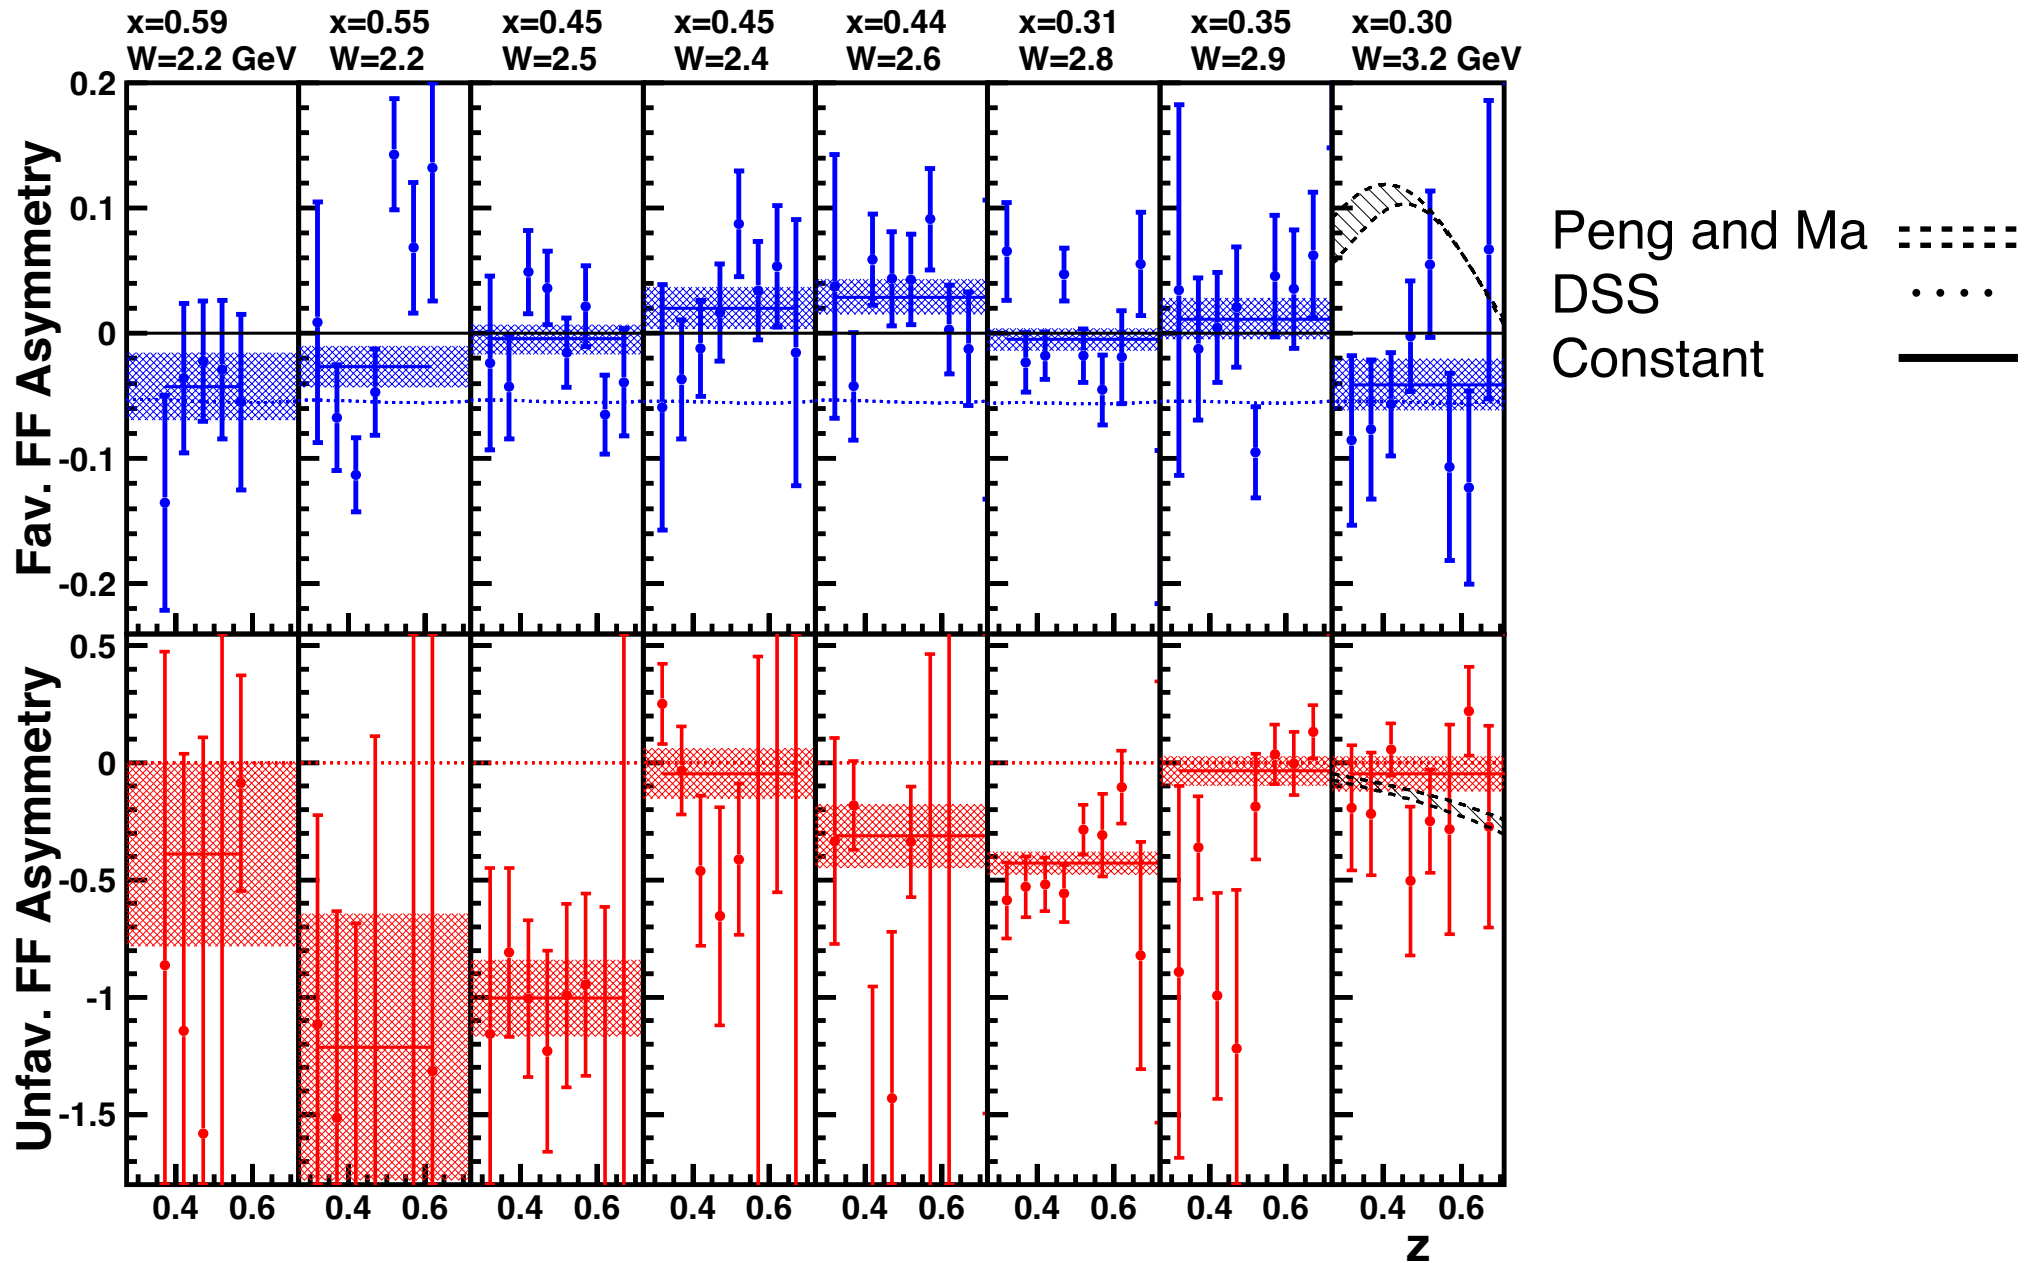 x=0.59 x=0.55 x=0.45 x=0.45 x=0.44 x=0.31 x=0.35 x=0.30
W=2.2 GeV W=2.2 W=2.5 W=2.4 W=2.6 W=2.8 W=2.9 W=3.2 GeV
Fav. FF Asymmetry
0.2
0.1
0
-0.1
-0.2
Peng and Ma
DSS
Constant
Unfav. FF Asymmetry
0.5
0
-0.5
-1
-1.5
0.4 0.6 0.4 0.6 0.4 0.6 0.4 0.6 0.4 0.6 0.4 0.6 0.4 0.6 0.4 0.6
z